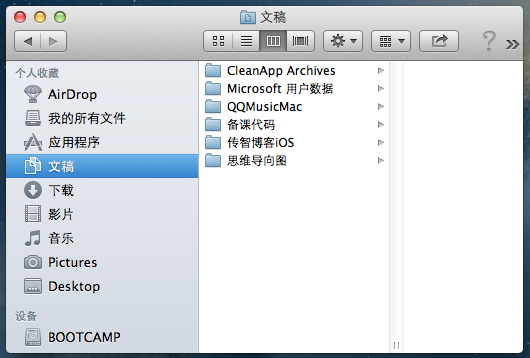 文稿
个人收藏
AirDrop
我的所有文件
应用程序
文稿
下载
影片
音乐
Pictures
Desktop
设备
BOOTCAMP
CleanApp Archives
Microsoft 用户数据
QQMusicMac
备课代码
传智博客iOS
思维导向图